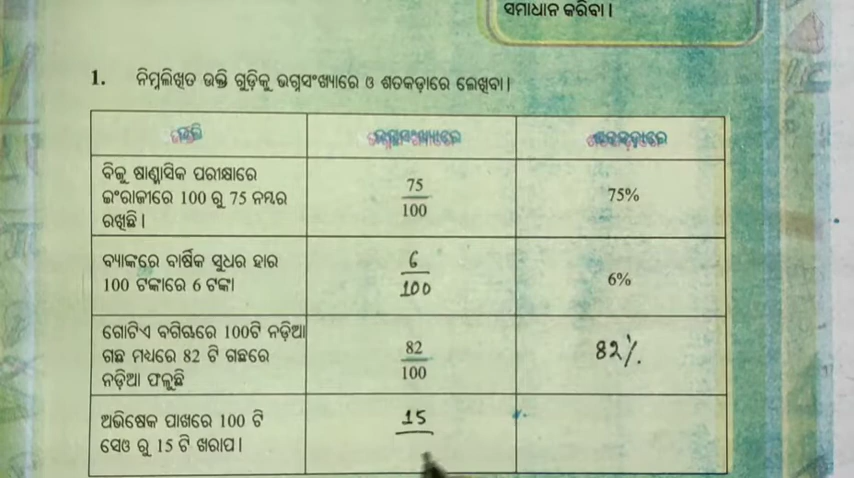 ସମାଧାନ କରିବା ।
1. ନିମ୍ନଲିଖିତ ଉକ୍ତି ଗୁଡ଼ିକୁ ଭଗ୍ନସଂଖ୍ୟାରେ ଓ ଶତକଡ଼ାରେ ଲେଖିବା ।
ଉକ୍ତି ଭଗ୍ନସଂଖ୍ୟାରେ ଶତକଡ଼ାରେ
ବିଜୁ ଷାଣ୍ମାସିକ ପରୀକ୍ଷାରେ
ଇଂରାଜୀରେ 100 ରୁ 75 ନମ୍ବର
ରଖିଛି ।
75
100
75%
ବ୍ୟାଙ୍କରେ ବାର୍ଷିକ ସୁଧର ହାର
100 ଟଙ୍କାରେ 6 ଟଙ୍କା
6
100
6%
ଗୋଟିଏ ବଗିଚାରେ 100ଟି ନଡ଼ିଆ
ଗଛ ମଧ୍ୟରେ 82 ଟି ଗଛରେ
ନଡ଼ିଆ ଫଳୁଛି
82
100
82%
ଅଭିଷେକ ପାଖରେ 100 ଟି
ସେଓ ରୁ 15 ଟି ଖରାପ ।
15